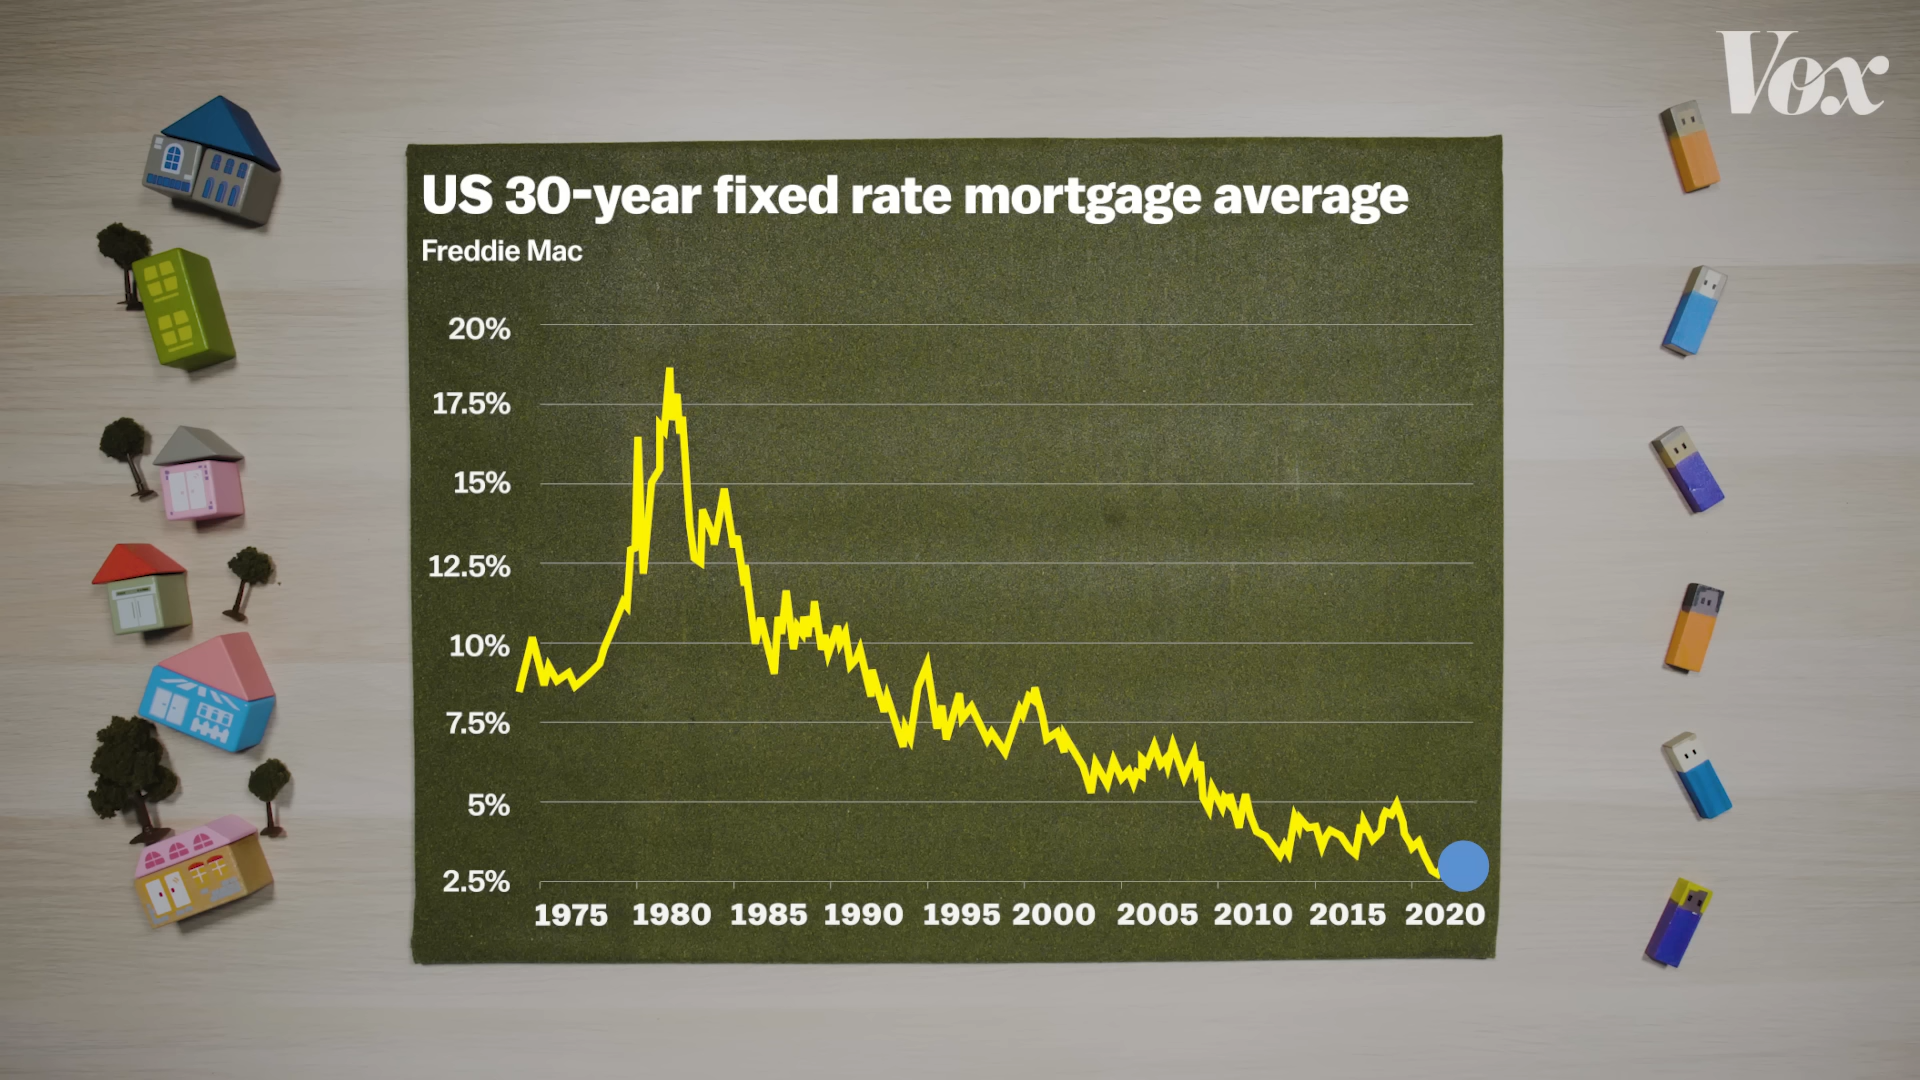 Vox
US 30-year fixed rate mortgage average
Freddie Mac
20%
17.5%
15%
12.5%
10%
7.5%
5%
2.5%
1975 1980 1985 1990 1995 2000 2005 2010 2015 2020